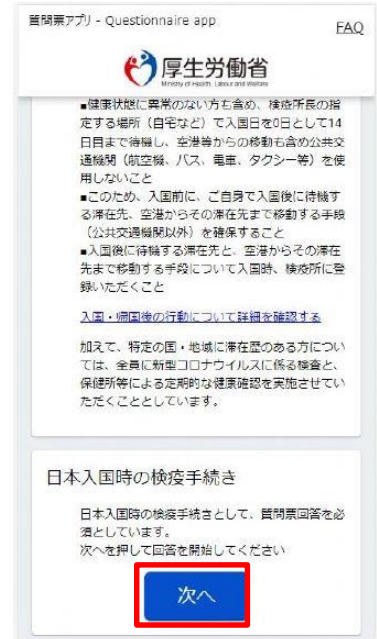 質問票アプリ - Questionnaire app
FAQ
厚生労働省
Ministry of Health, Labour and Welfare
■健康状態に異常のない方も含め、検疫所長の指
定する場所（自宅など）で入国日を0日として14
日目まで待機し、空港等からの移動も含め公共交
通機関（航空機、バス、電車、タクシー等）を使
用しないこと
■このため、入国前に、ご自身で入国後に待機す
る滞在先、空港からその滞在先まで移動する手段
（公共交通機関以外）を確保すること
■入国後に待機する滞在先と、空港からその滞在
先まで移動する手段について入国時、検疫所に登
録いただくこと
入国・帰国後の行動について詳細を確認する
加えて、特定の国・地域に滞在歴のある方につい
ては、全員に新型コロナウイルスに係る検査と、
保健所等による定期的な健康確認を実施させてい
ただくこととしています。
日本入国時の検疫手続き
日本入国時の検疫手続きとして、質問票回答を必
須としています。
次へを押して回答を開始してください
次へ